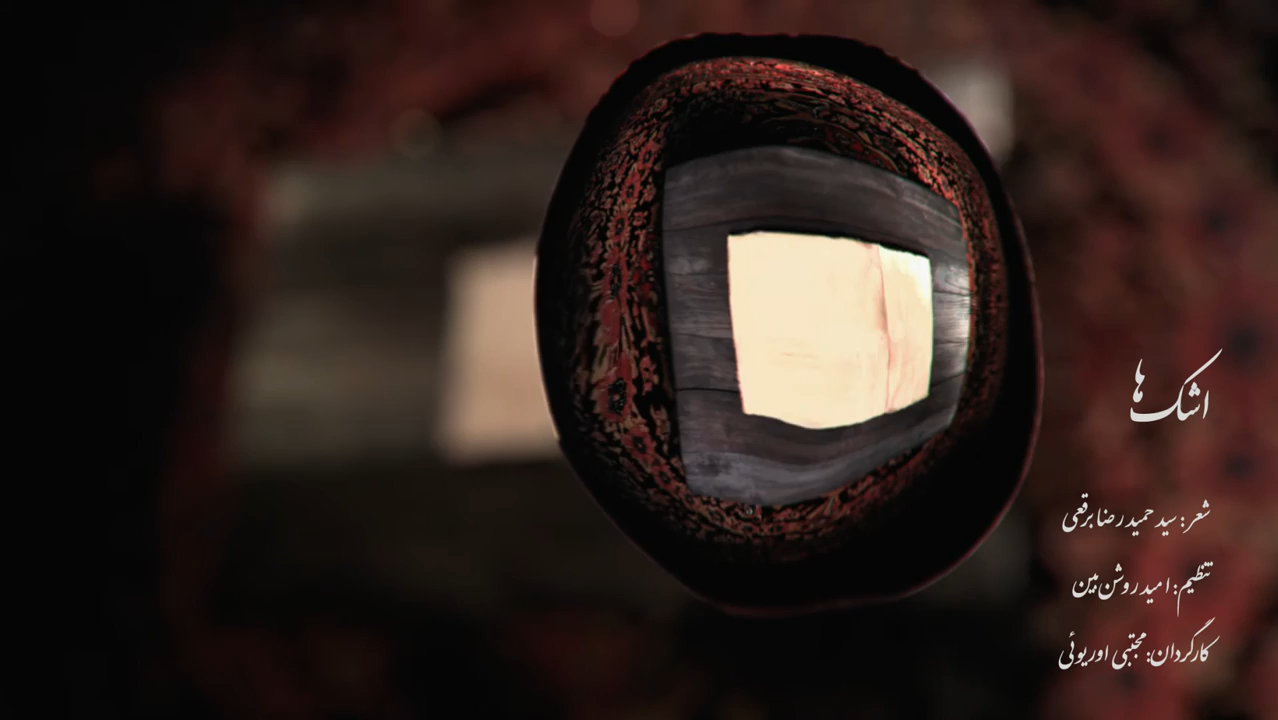 اشک‌ها
شعر: سید حمیدرضا برقعی
تنظیم: امید روشن بین
کارگردان: مجتبی اوریوئی